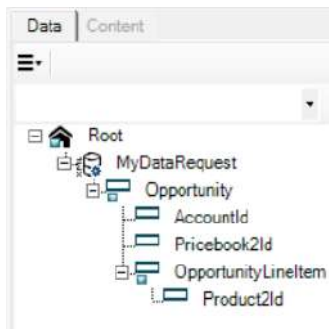 Data Content
Root
MyDataRequest
Opportunity
AccountId
Pricebook2Id
OpportunityLineItem
Product2Id